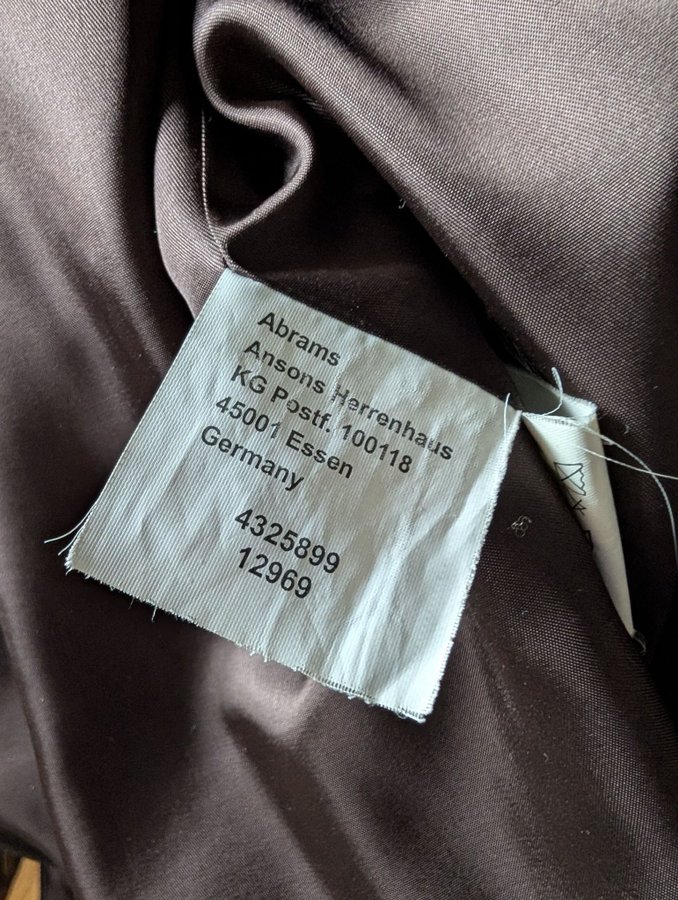 Abrams
Ansons Herrenhaus
KG Postf. 100118
45001 Essen
Germany
4325899
12969